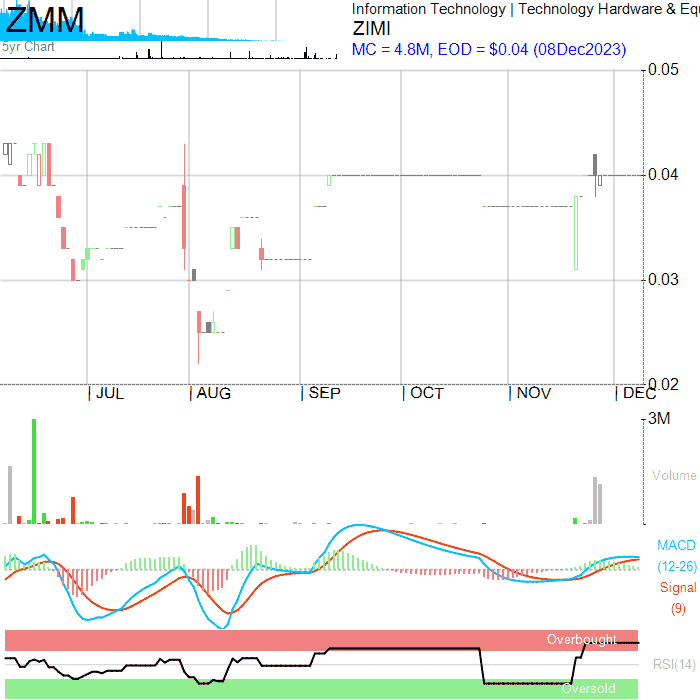 ZMM
5yr Chart
Information Technology | Technology Hardware & Equ
ZIMI
MC = 4.8M, EOD = $0.04 (08Dec2023)
0.05
0.04
0.03
0.02
JUL AUG SEP OCT NOV DEC
3M
Volume
MACD
(12-26)
Signal
(9)
Overbought
RSI(14)
Oversold